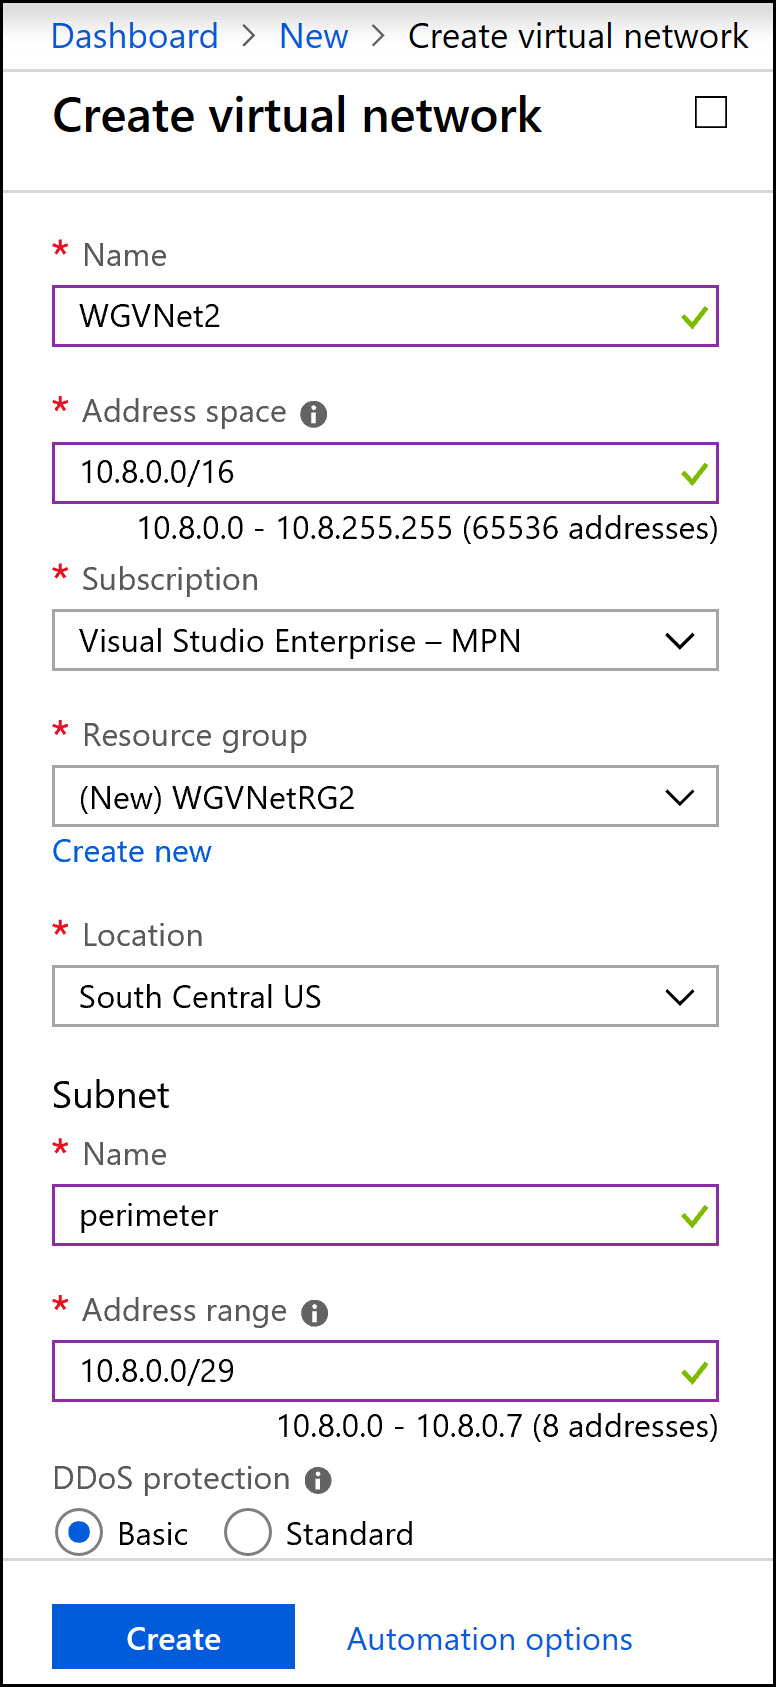 Dashboard > New > Create virtual network
Create virtual network
* Name
WGVNet2
* Address space
10.8.0.0/16
10.8.0.0 - 10.8.255.255 (65536 addresses)
* Subscription
Visual Studio Enterprise – MPN
* Resource group
(New) WGVNetRG2
Create new
* Location
South Central US
Subnet
* Name
perimeter
* Address range
10.8.0.0/29
10.8.0.0 - 10.8.0.7 (8 addresses)
DDoS protection
Basic Standard
Create Automation options